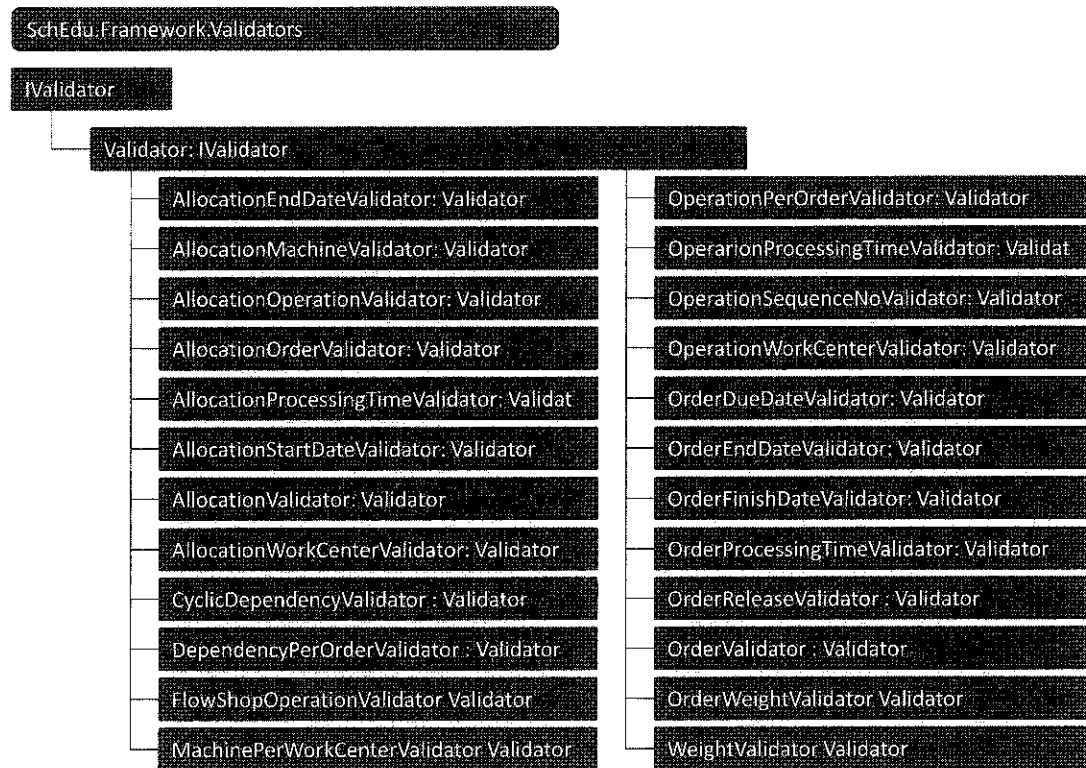 SchEdu.Framework.Validators
IValidator
Validator: IValidator
AllocationEndDateValidator: Validator
AllocationMachineValidator: Validator
AllocationOperationValidator: Validator
AllocationOrderValidator: Validator
AllocationProcessingTimeValidator: Validat
AllocationStartDateValidator: Validator
AllocationValidator: Validator
AllocationWorkCenterValidator: Validator
CyclicDependencyValidator : Validator
DependencyPerOrderValidator : Validator
FlowShopOperationValidator Validator
MachinePerWorkCenterValidator Validator
OperationPerOrderValidator: Validator
OperarionProcessingTimeValidator: Validat
OperationSequenceNoValidator: Validator
OperationWorkCenterValidator: Validator
OrderDueDateValidator: Validator
OrderEndDateValidator: Validator
OrderFinishDateValidator: Validator
OrderProcessingTimeValidator: Validator
OrderReleaseValidator : Validator
OrderValidator : Validator
OrderWeightValidator Validator
WeightValidator Validator